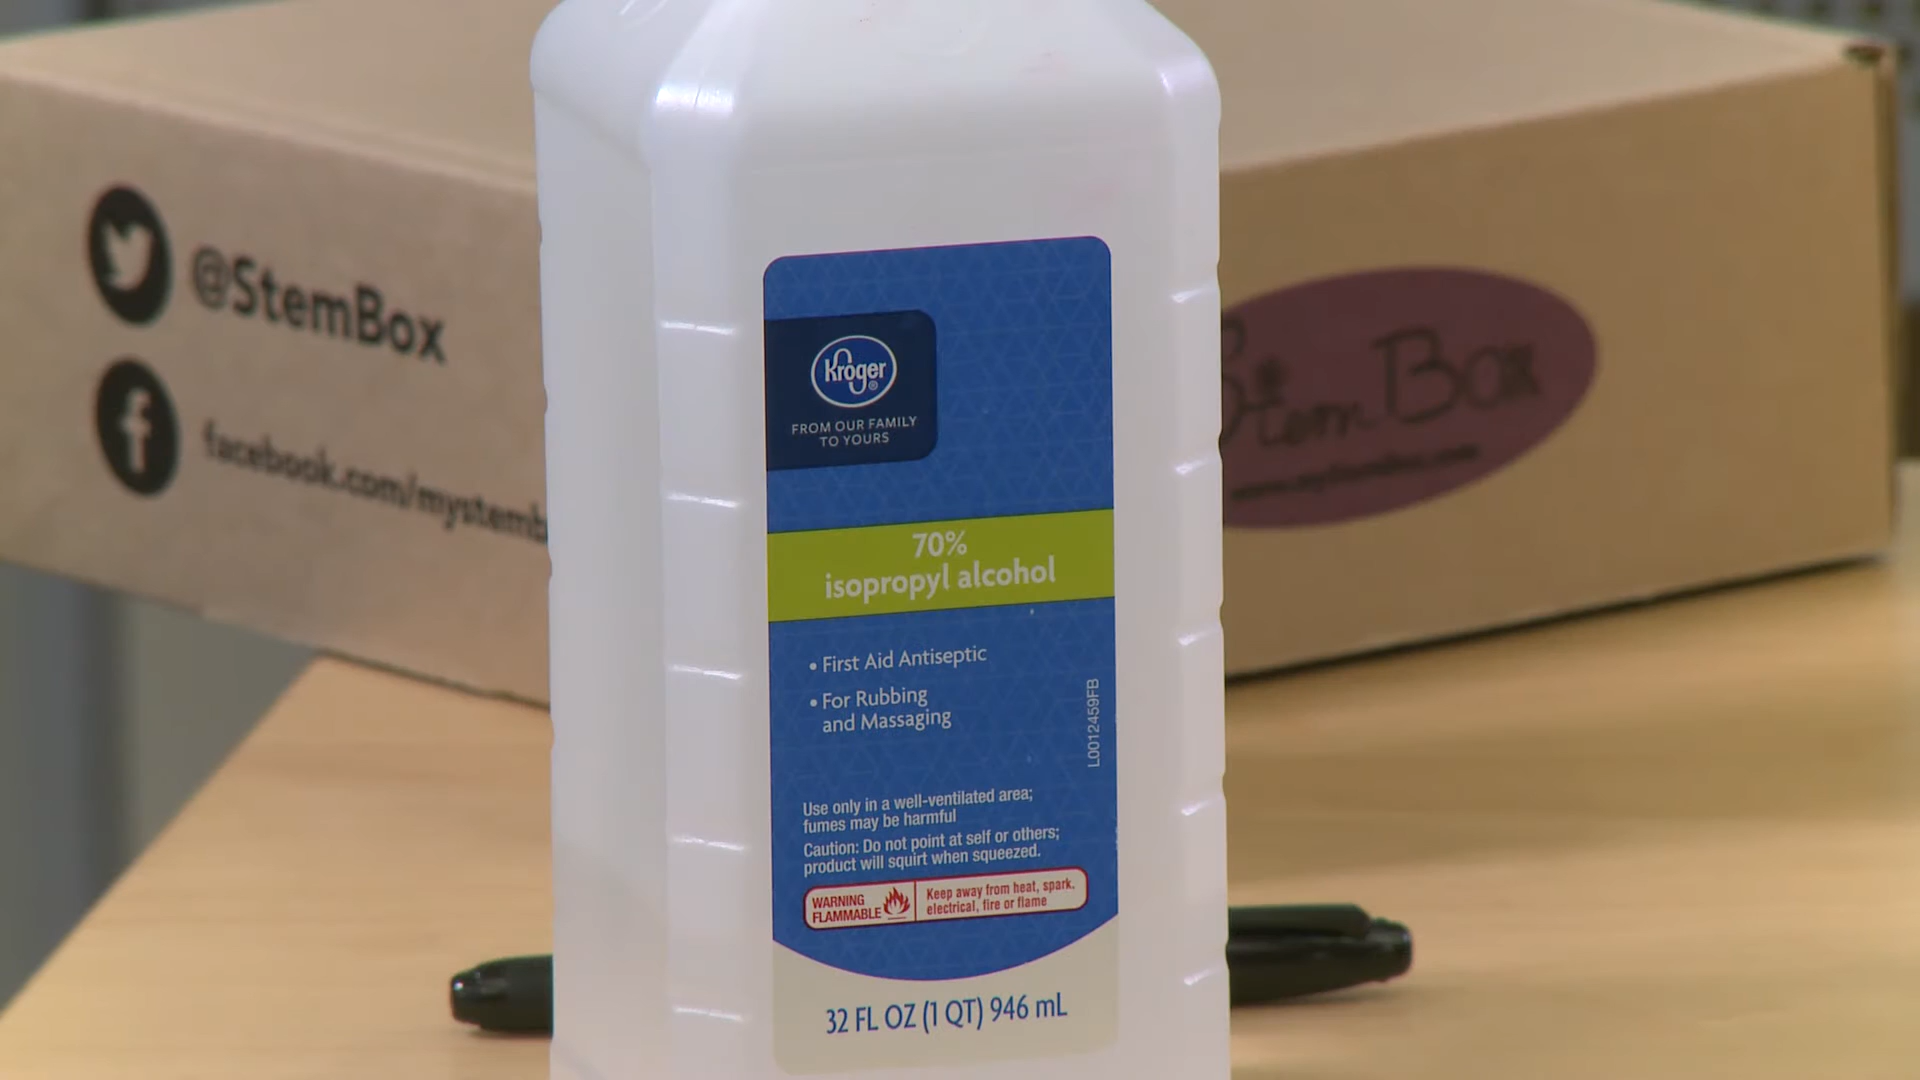 @StemBox
facebook.com/mystemb
Kroger®
FROM OUR FAMILY
TO YOURS
70%
isopropyl alcohol
• First Aid Antiseptic
• For Rubbing
and Massaging
L0012459FB
Use only in a well-ventilated area;
fumes may be harmful
Caution: Do not point at self or others;
product will squirt when squeezed.
WARNING
FLAMMABLE
Keep away from heat, spark,
electrical, fire or flame
32 FL OZ (1 QT) 946 mL
Stem Box